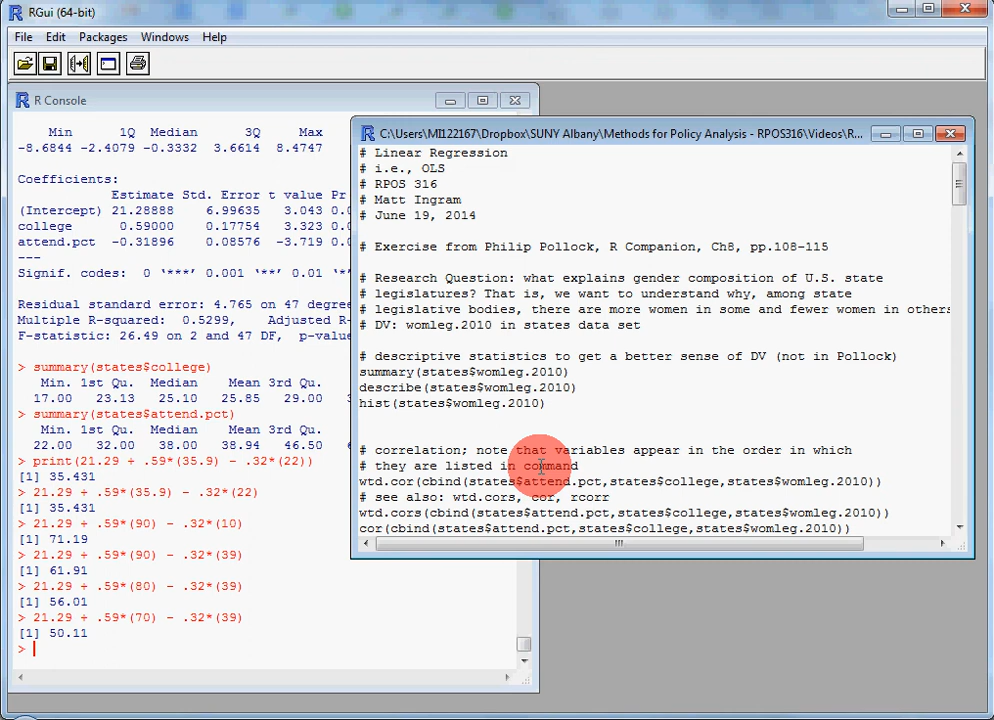 RGui (64-bit)
File Edit Packages Windows Help
R Console
Min 1Q Median 3Q Max
-8.6844 -2.4079 -0.3332 3.6614 8.4747
Coefficients:
Estimate Std. Error t value Pr
(Intercept) 21.28888 6.99635 3.043 0.0
college 0.59000 0.17754 3.323 0.0
attend.pct -0.31896 0.08576 -3.719 0.0
---
Signif. codes: 0 ‘***’ 0.001 ‘**’ 0.01 ‘*’
Residual standard error: 4.765 on 47 degree
Multiple R-squared: 0.5299, Adjusted R-
F-statistic: 26.49 on 2 and 47 DF, p-value
> summary(states$college)
Min. 1st Qu. Median Mean 3rd Qu.
17.00 23.13 25.10 25.85 29.00
> summary(states$attend.pct)
Min. 1st Qu. Median Mean 3rd Qu.
22.00 32.00 38.00 38.94 46.50
> print(21.29 + .59*(35.9) - .32*(22))
[1] 35.431
> 21.29 + .59*(35.9) - .32*(22)
[1] 35.431
> 21.29 + .59*(90) - .32*(10)
[1] 71.19
> 21.29 + .59*(90) - .32*(39)
[1] 61.91
> 21.29 + .59*(80) - .32*(39)
[1] 56.01
> 21.29 + .59*(70) - .32*(39)
[1] 50.11
>
C:\Users\MI122167\Dropbox\SUNY Albany\Methods for Policy Analysis - RPOS316\Videos\R...
# Linear Regression
# i.e., OLS
# RPOS 316
# Matt Ingram
# June 19, 2014
# Exercise from Philip Pollock, R Companion, Ch8, pp.108-115
# Research Question: what explains gender composition of U.S. state
# legislatures? That is, we want to understand why, among state
# legislative bodies, there are more women in some and fewer women in others
# DV: womleg.2010 in states data set
# descriptive statistics to get a better sense of DV (not in Pollock)
summary(states$womleg.2010)
describe(states$womleg.2010)
hist(states$womleg.2010)
# correlation; note that variables appear in the order in which
# they are listed in command
wtd.cor(cbind(states$attend.pct,states$college,states$womleg.2010))
# see also: wtd.cors, cor, rcorr
wtd.cors(cbind(states$attend.pct,states$college,states$womleg.2010))
cor(cbind(states$attend.pct,states$college,states$womleg.2010))